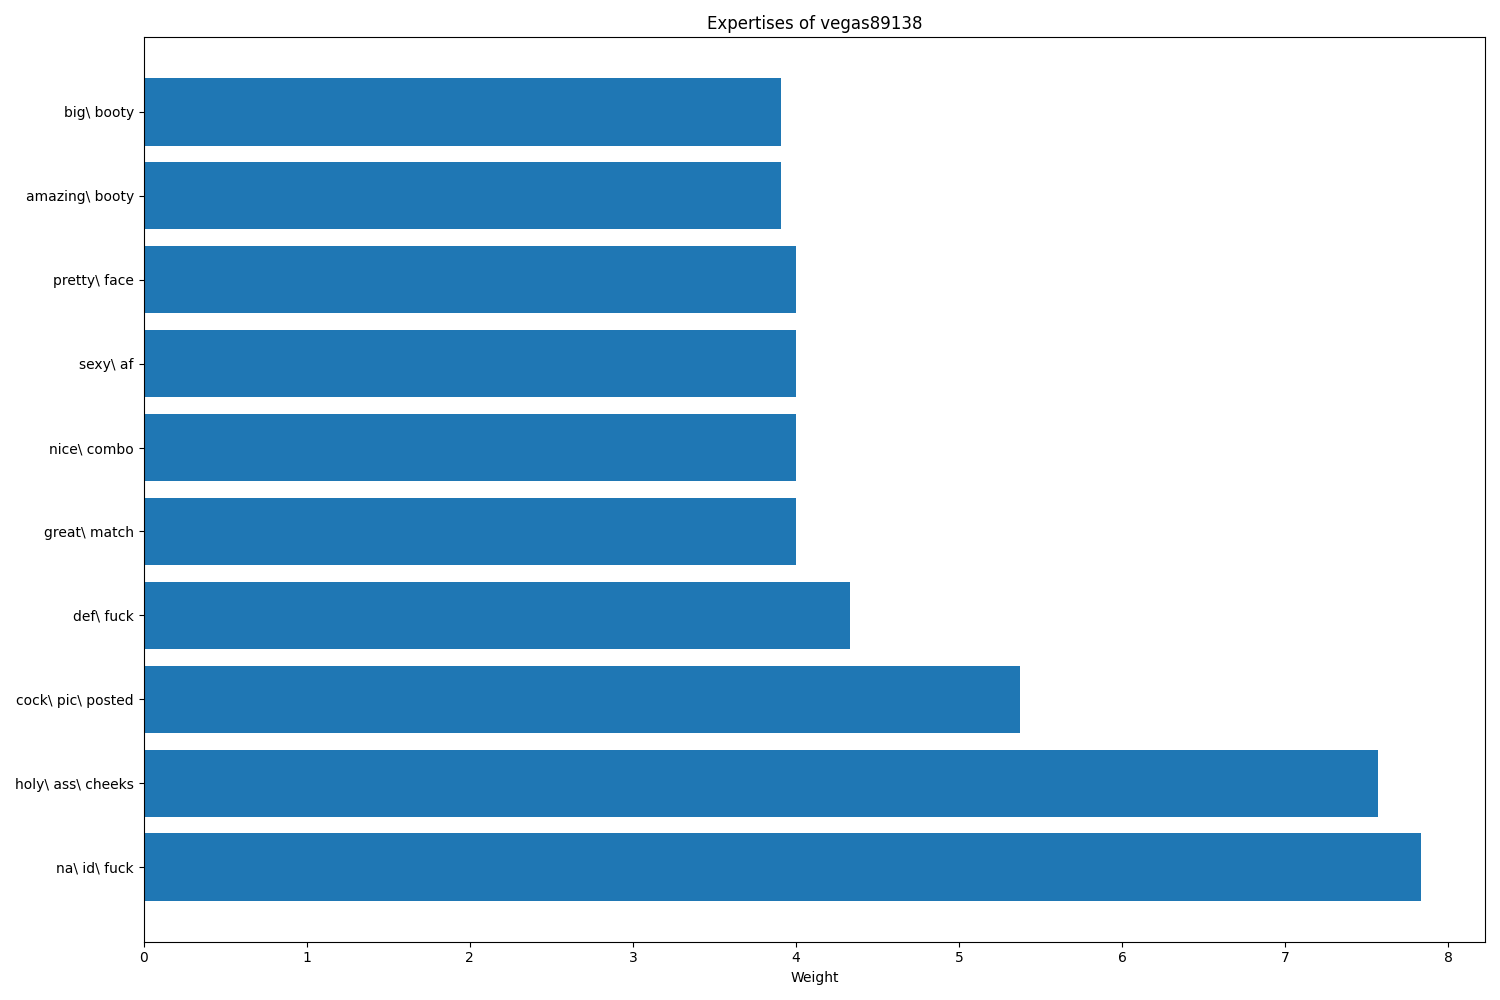 Expertises of vegas89138
big\ booty
amazing\ booty
pretty\ face
sexy\ af
nice\ combo
great\ match
def\ fuck
cock\ pic\ posted
holy\ ass\ cheeks
na\ id\ fuck
0 1 2 3 4 5 6 7 8
Weight